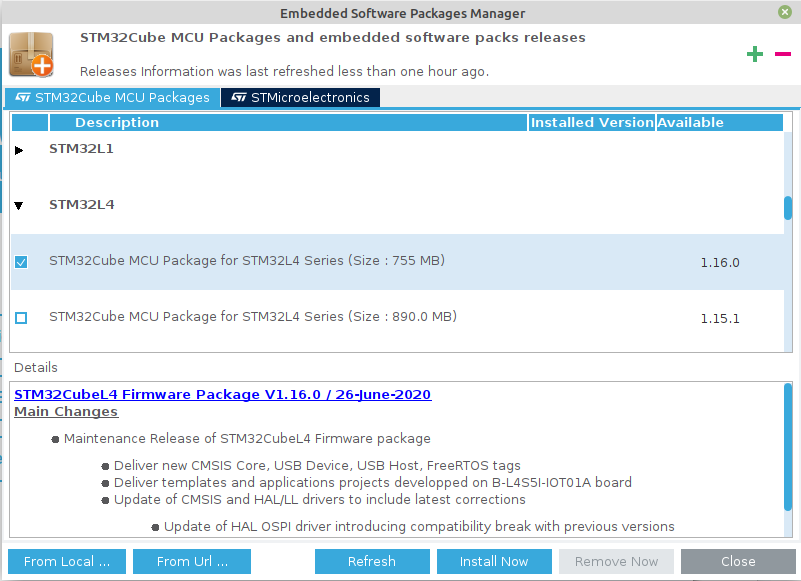 Embedded Software Packages Manager
STM32Cube MCU Packages and embedded software packs releases
Releases Information was last refreshed less than one hour ago.
STM32Cube MCU Packages
STMicroelectronics
Description Installed Version Available
STM32L1
STM32L4
STM32Cube MCU Package for STM32L4 Series (Size : 755 MB) 1.16.0
STM32Cube MCU Package for STM32L4 Series (Size : 890.0 MB) 1.15.1
Details
STM32CubeL4 Firmware Package V1.16.0 / 26-June-2020
Main Changes
Maintenance Release of STM32CubeL4 Firmware package
Deliver new CMSIS Core, USB Device, USB Host, FreeRTOS tags
Deliver templates and applications projects developped on B-L4S5I-IOT01A board
Update of CMSIS and HAL/LL drivers to include latest corrections
Update of HAL OSPI driver introducing compatibility break with previous versions
From Local ... From Url ... Refresh Install Now Remove Now Close